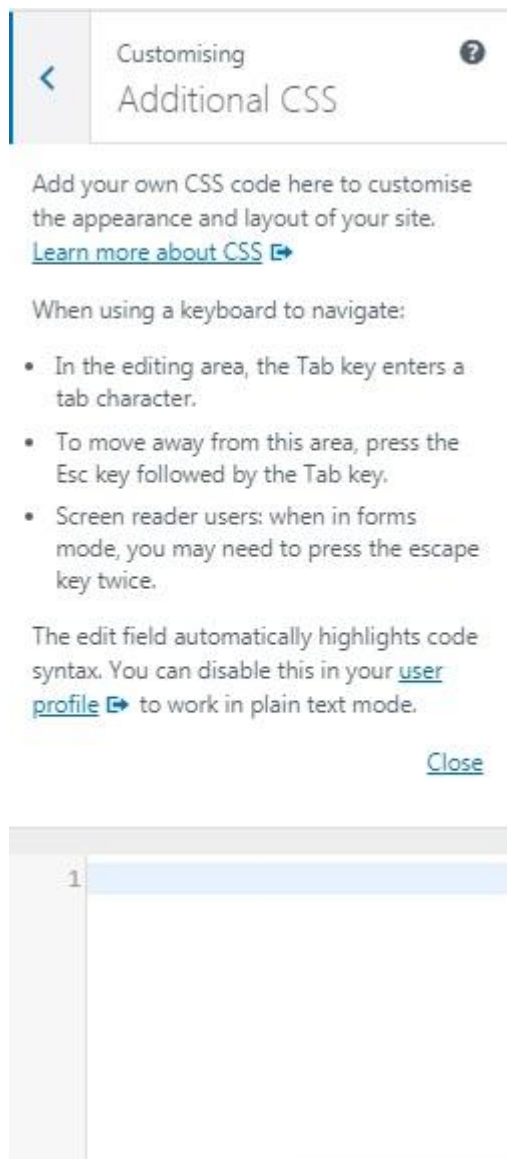 Customising
Additional CSS
Add your own CSS code here to customise
the appearance and layout of your site.
Learn more about CSS
When using a keyboard to navigate:
• In the editing area, the Tab key enters a
tab character.
• To move away from this area, press the
Esc key followed by the Tab key.
• Screen reader users: when in forms
mode, you may need to press the escape
key twice.
The edit field automatically highlights code
syntax. You can disable this in your user
profile to work in plain text mode.
Close
1